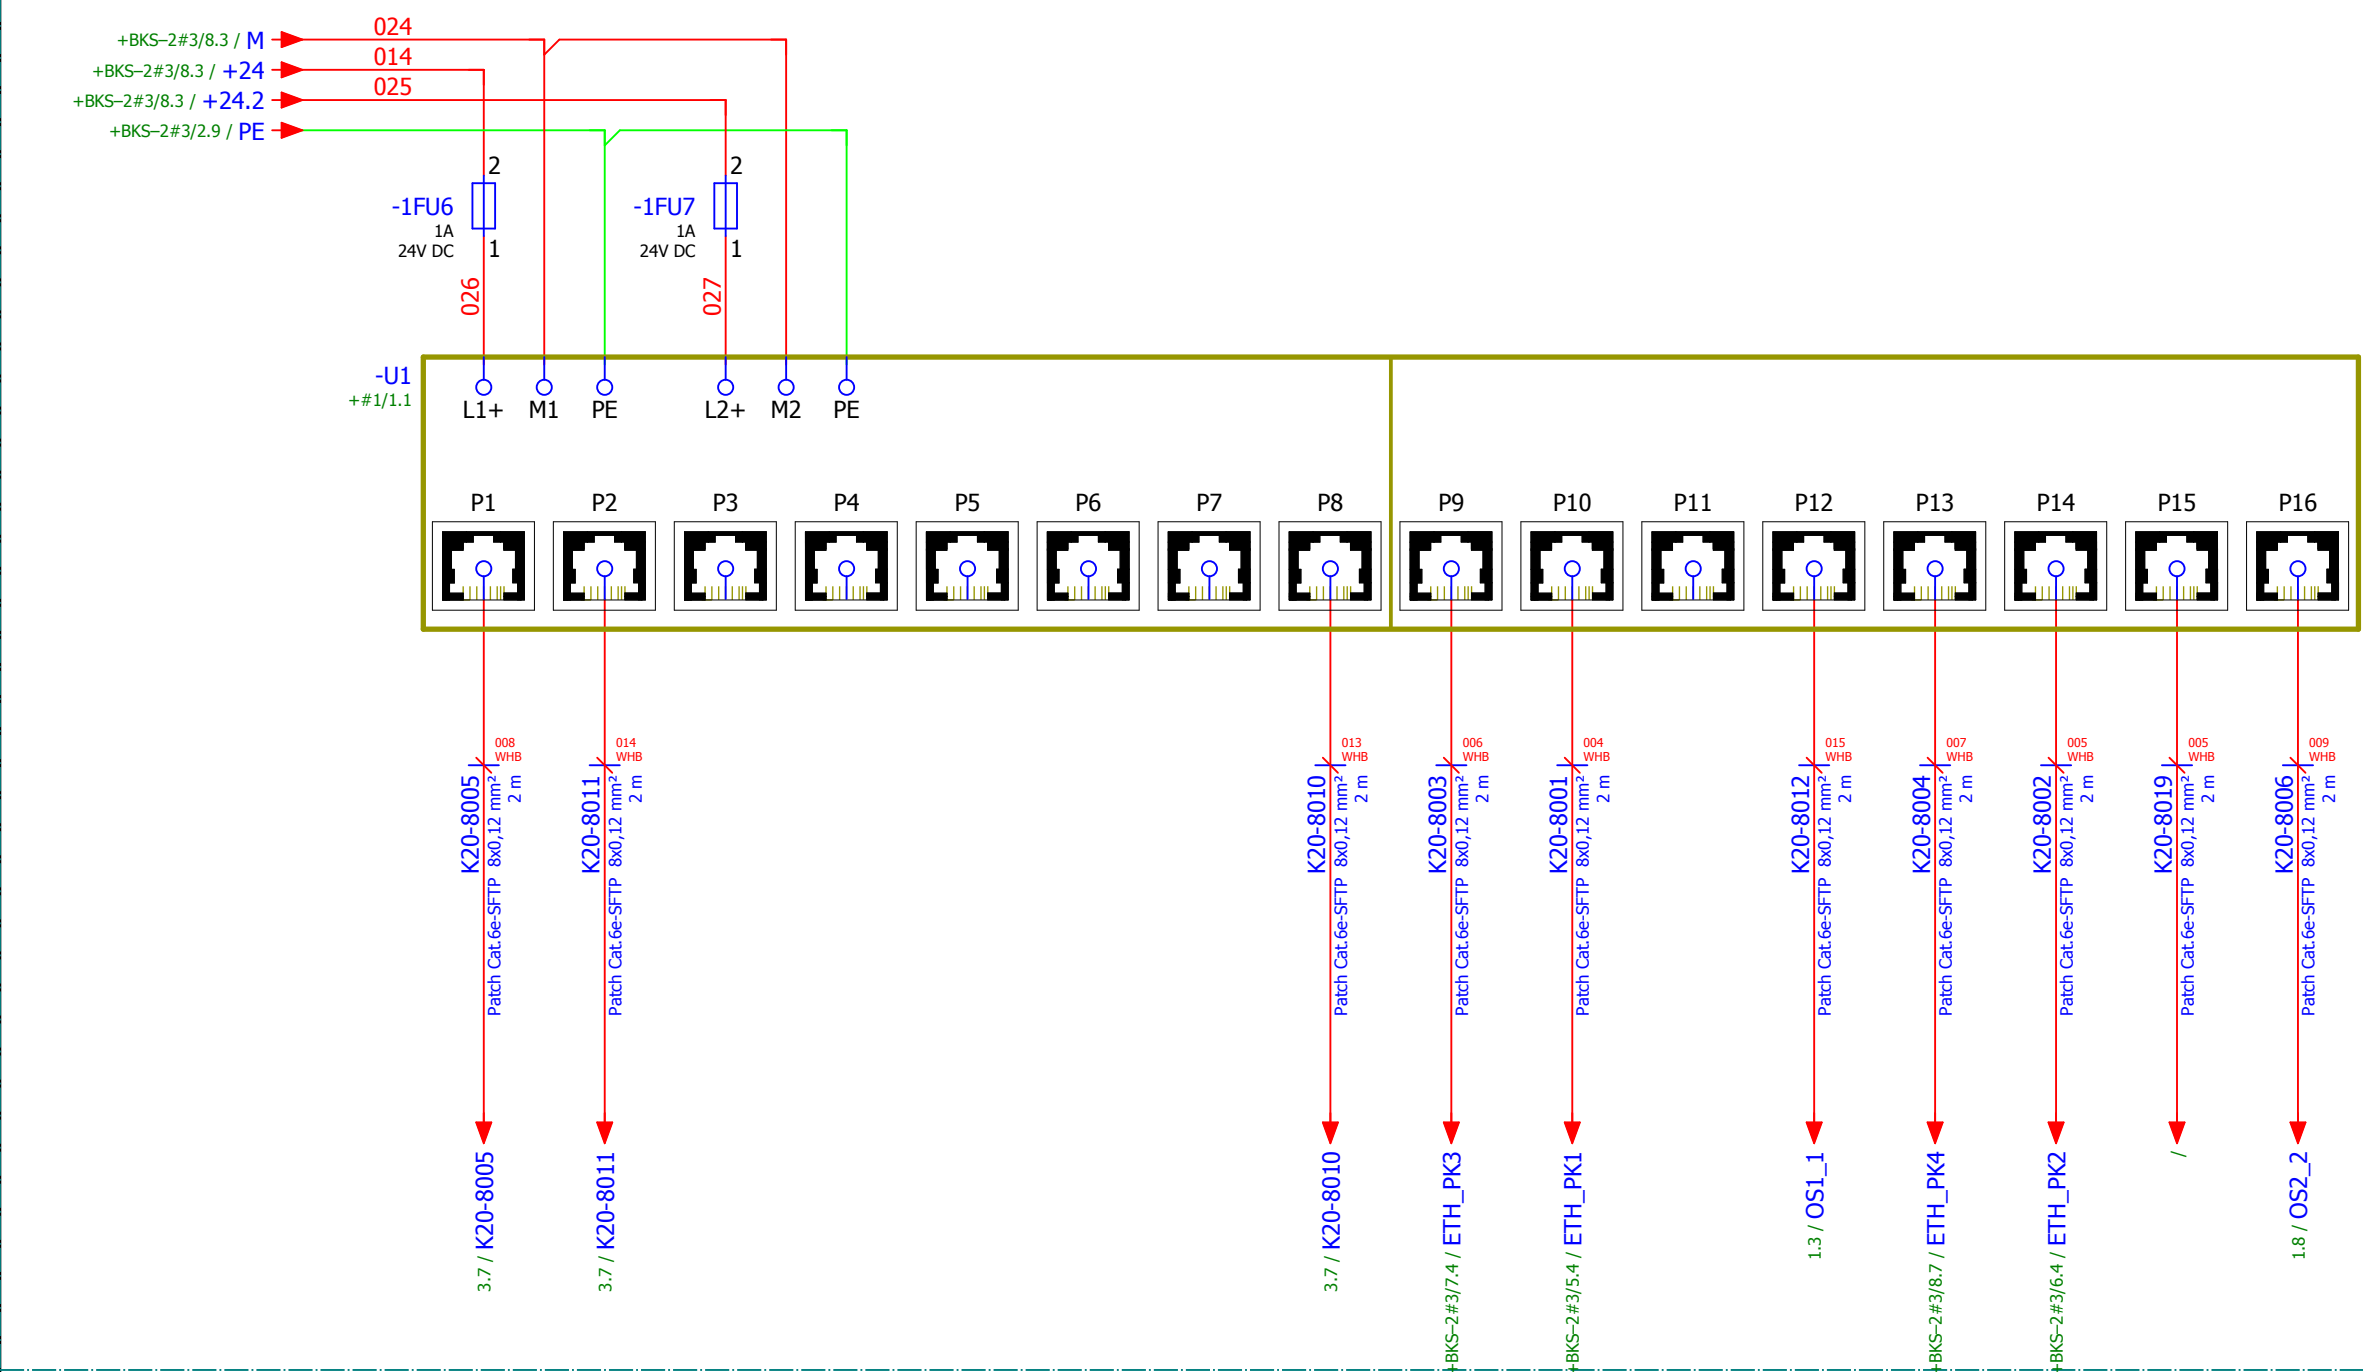 +BKS–2#3/8.3 / M
024
+BKS–2#3/8.3 / +24
014
+BKS–2#3/8.3 / +24.2
025
+BKS–2#3/2.9 / PE
2
-1FU6
1A
24V DC
1
026
2
-1FU7
1A
24V DC
1
027
-U1
+#1/1.1
L1+ M1 PE L2+ M2 PE
P1 P2 P3 P4 P5 P6 P7 P8 P9 P10 P11 P12 P13 P14 P15 P16
008
WHB
K20-8005
Patch Cat.6e-SFTP 8x0,12 mm²
2 m
3.7 / K20-8005
014
WHB
K20-8011
Patch Cat.6e-SFTP 8x0,12 mm²
2 m
3.7 / K20-8011
013
WHB
K20-8010
Patch Cat.6e-SFTP 8x0,12 mm²
2 m
3.7 / K20-8010
006
WHB
K20-8003
Patch Cat.6e-SFTP 8x0,12 mm²
2 m
+BKS–2#3/7.4 / ETH_PK3
004
WHB
K20-8001
Patch Cat.6e-SFTP 8x0,12 mm²
2 m
+BKS–2#3/5.4 / ETH_PK1
015
WHB
K20-8012
Patch Cat.6e-SFTP 8x0,12 mm²
2 m
1.3 / OS1_1
007
WHB
K20-8004
Patch Cat.6e-SFTP 8x0,12 mm²
2 m
+BKS–2#3/8.7 / ETH_PK4
005
WHB
K20-8002
Patch Cat.6e-SFTP 8x0,12 mm²
2 m
+BKS–2#3/6.4 / ETH_PK2
005
WHB
K20-8019
Patch Cat.6e-SFTP 8x0,12 mm²
2 m
/
009
WHB
K20-8006
Patch Cat.6e-SFTP 8x0,12 mm²
2 m
1.8 / OS2_2